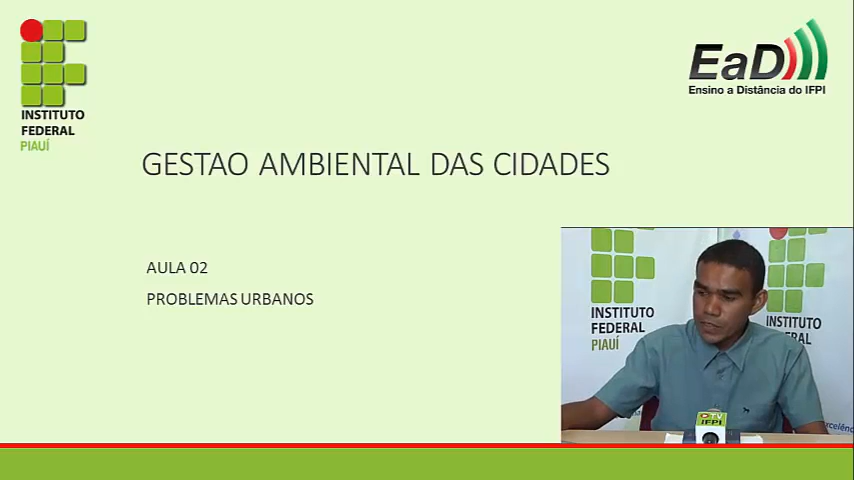 INSTITUTO
FEDERAL
PIAUÍ
EaD
Ensino a Distância do IFPI
GESTAO AMBIENTAL DAS CIDADES
AULA 02
PROBLEMAS URBANOS
INSTITUTO
FEDERAL
PIAUÍ
INSTITUTO
RAL
TV
IFPI